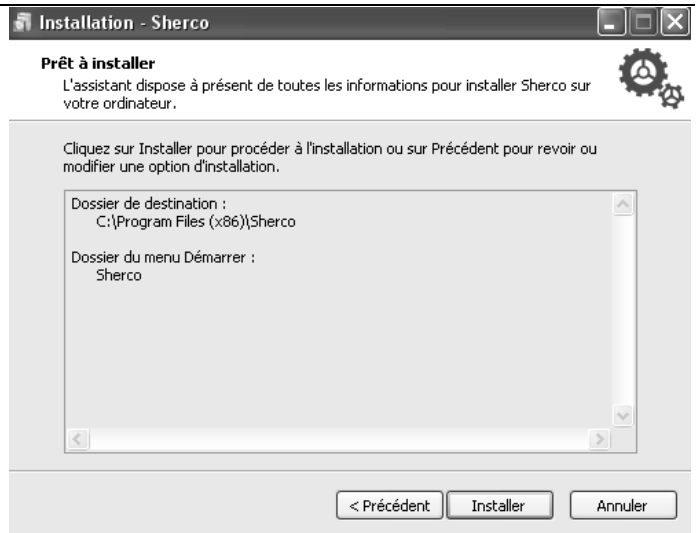 Installation - Sherco
Prêt à installer
L'assistant dispose à présent de toutes les informations pour installer Sherco sur
votre ordinateur.
Cliquez sur Installer pour procéder à l'installation ou sur Précédent pour revoir ou
modifier une option d'installation.
Dossier de destination :
C:\Program Files (x86)\Sherco
Dossier du menu Démarrer :
Sherco
< Précédent
Installer
Annuler